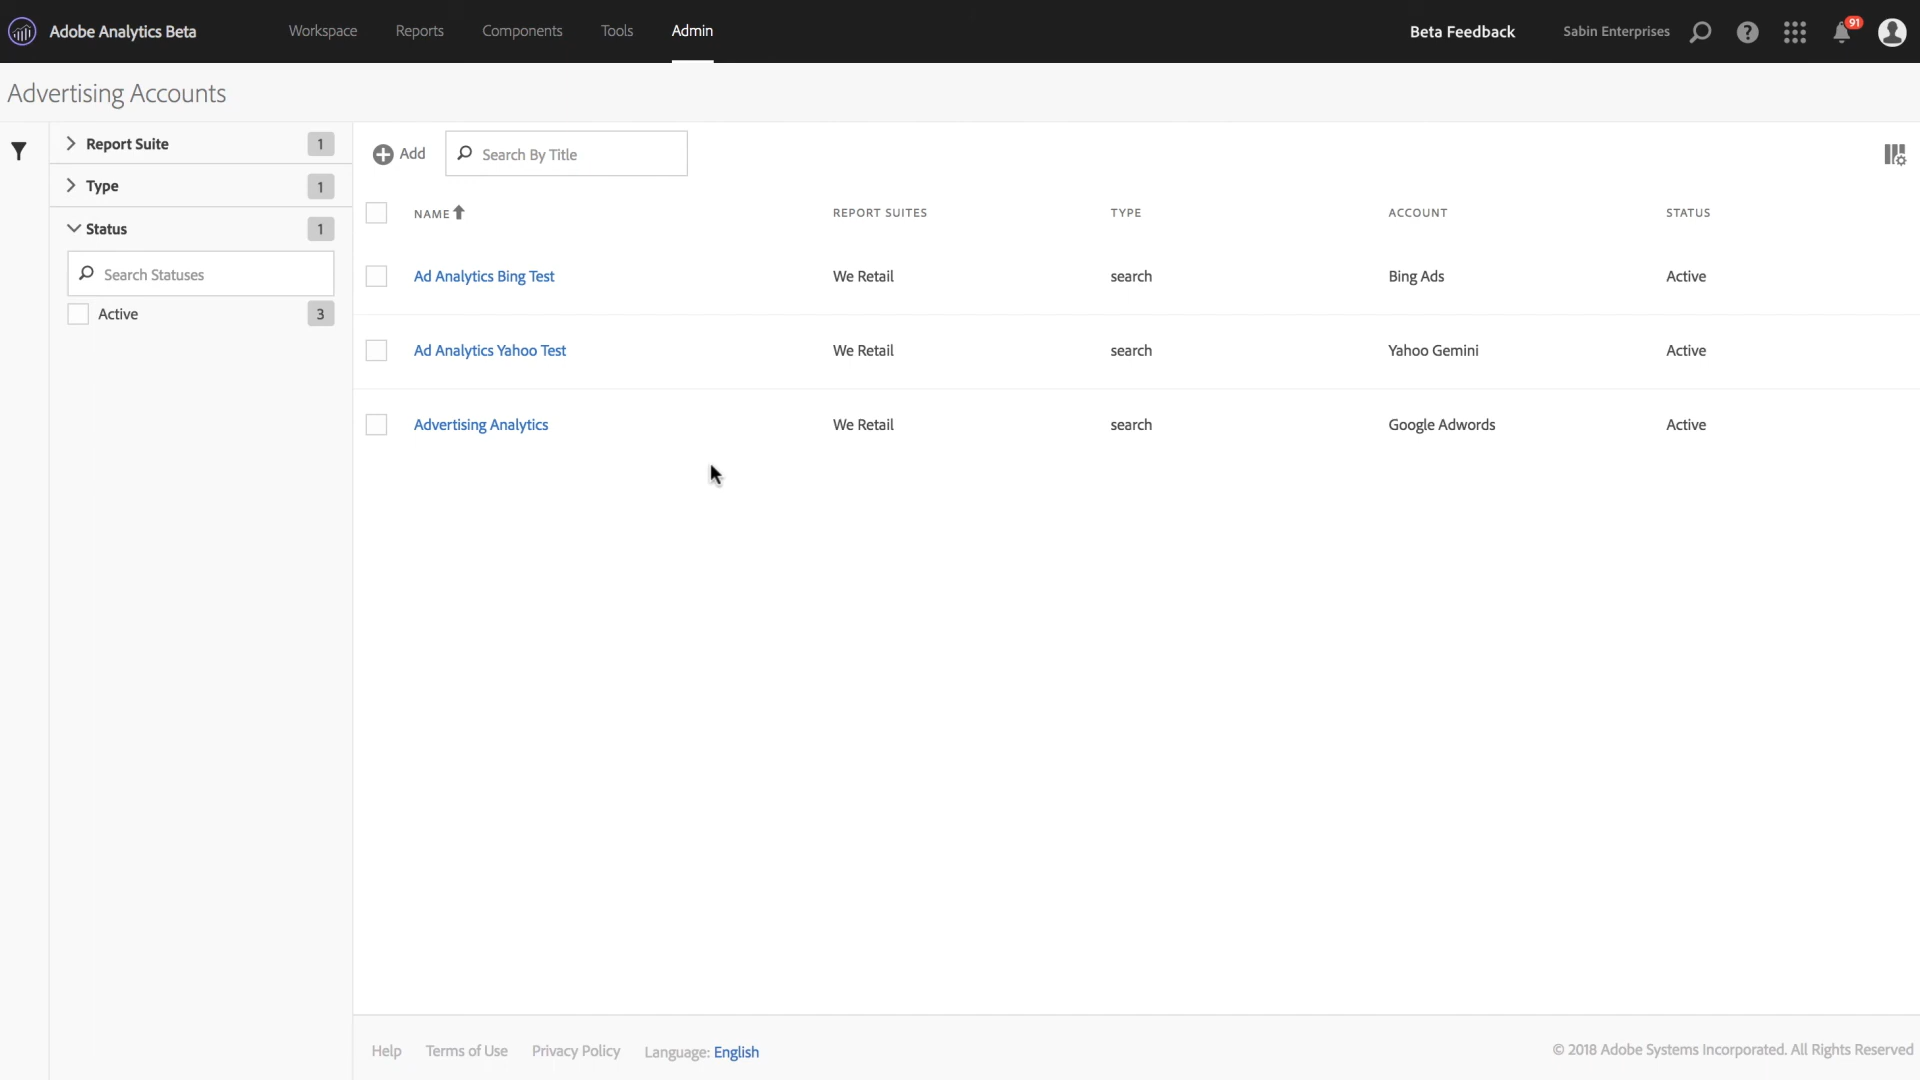 Adobe Analytics Beta Workspace Reports Components Tools Admin Beta Feedback Sabin Enterprises 91
Advertising Accounts
Report Suite 1
Type 1
Status 1
Search Statuses
Active 3
Add Search By Title
NAME REPORT SUITES TYPE ACCOUNT STATUS
Ad Analytics Bing Test We Retail search Bing Ads Active
Ad Analytics Yahoo Test We Retail search Yahoo Gemini Active
Advertising Analytics We Retail search Google Adwords Active
Help Terms of Use Privacy Policy Language: English © 2018 Adobe Systems Incorporated. All Rights Reserved